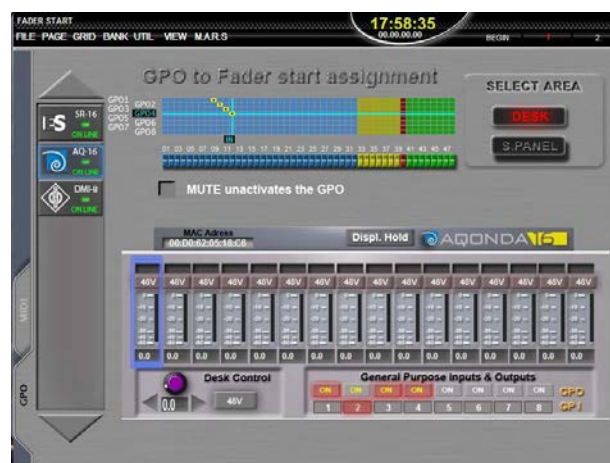 FADER START
17:58:35
00.00.00.00
FILE PAGE GRID BANK UTIL VIEW M.A.R.S
BEGIN 1 2
GPO to Fader start assignment
SELECT AREA
DESK
S.PANEL
SR-16
ON LINE
AQ-16
ON LINE
DMI-8
ON LINE
GPO1 GPO2
GPO3 GPO4
GPO5 GPO6
GPO7 GPO8
IN
01 03 05 07 09 11 13 15 17 19 21 23 25 27 29 31 33 35 37 39 41 43 45 47
MUTE unactivates the GPO
MAC Adress
00:D0:62:05:18:C6
Displ. Hold
AQONDA 16
48V 48V 48V 48V 48V 48V 48V 48V 48V 48V 48V 48V 48V 48V
0.0 0.0 0.0 0.0 0.0 0.0 0.0 0.0 0.0 0.0 0.0 0.0 0.0 0.0
Desk Control
0.0
48V
General Purpose Inputs & Outputs
ON ON ON ON ON ON ON ON GPO
1 2 3 4 5 6 7 8 GPI
MIDI
GPO